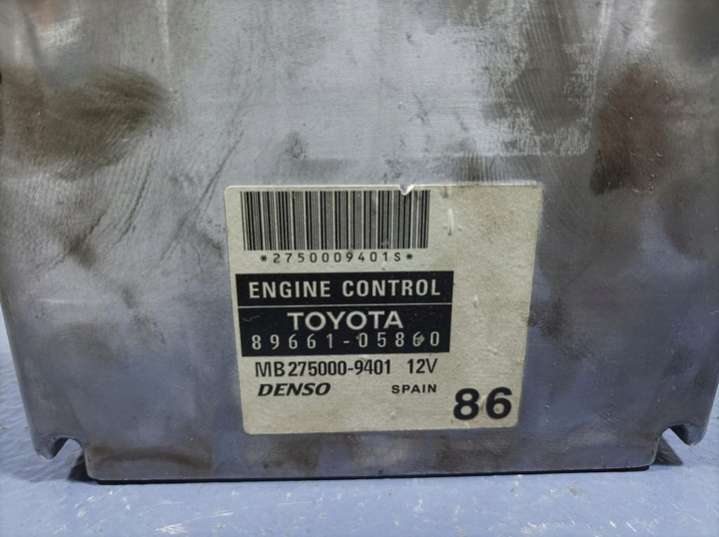 *2750009401S*
ENGINE CONTROL
TOYOTA
89661-05860
MB275000-9401 12V
DENSO SPAIN 86